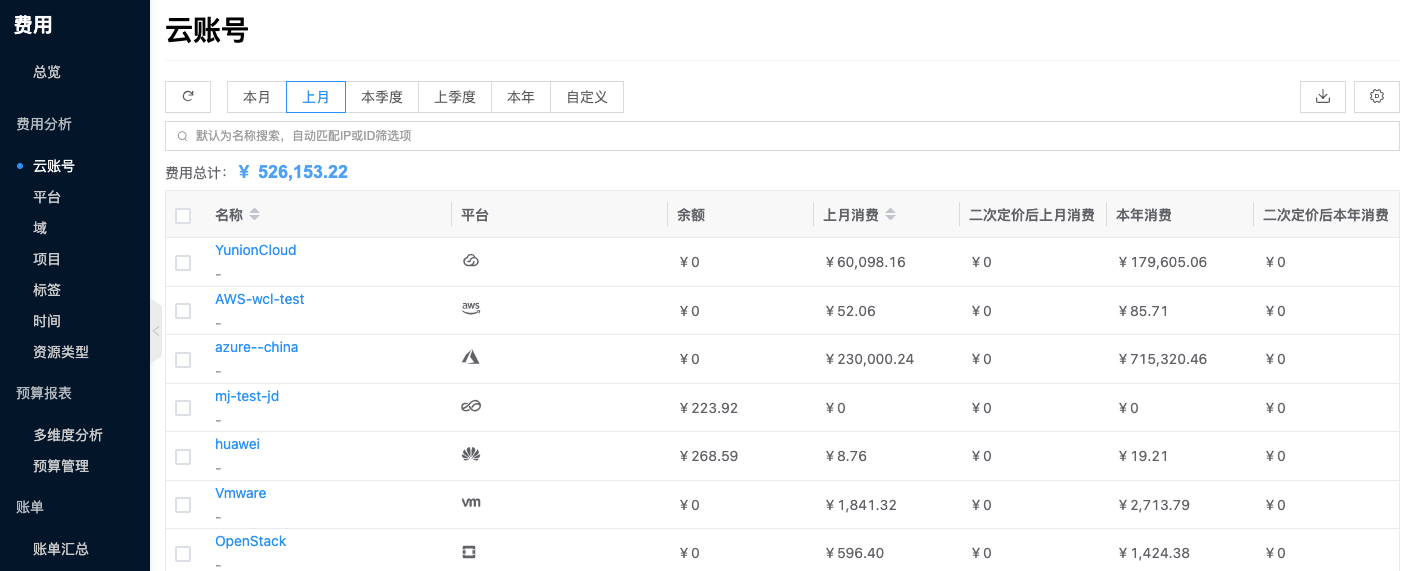 费用
总览
费用分析
云账号
平台
域
项目
标签
时间
资源类型
预算报表
多维度分析
预算管理
账单
账单汇总
云账号
本月 上月 本季度 上季度 本年 自定义
默认为名称搜索，自动匹配IP或ID筛选项
费用总计： ¥ 526,153.22
名称 平台 余额 上月消费 二次定价后上月消费 本年消费 二次定价后本年消费
YunionCloud
- ¥0 ¥60,098.16 ¥0 ¥179,605.06 ¥0
AWS-wcl-test
- aws ¥0 ¥52.06 ¥0 ¥85.71 ¥0
azure--china
- ¥0 ¥230,000.24 ¥0 ¥715,320.46 ¥0
mj-test-jd
- ¥223.92 ¥0 ¥0 ¥0 ¥0
huawei
- ¥268.59 ¥8.76 ¥0 ¥19.21 ¥0
Vmware
- vm ¥0 ¥1,841.32 ¥0 ¥2,713.79 ¥0
OpenStack
- ¥0 ¥596.40 ¥0 ¥1,424.38 ¥0